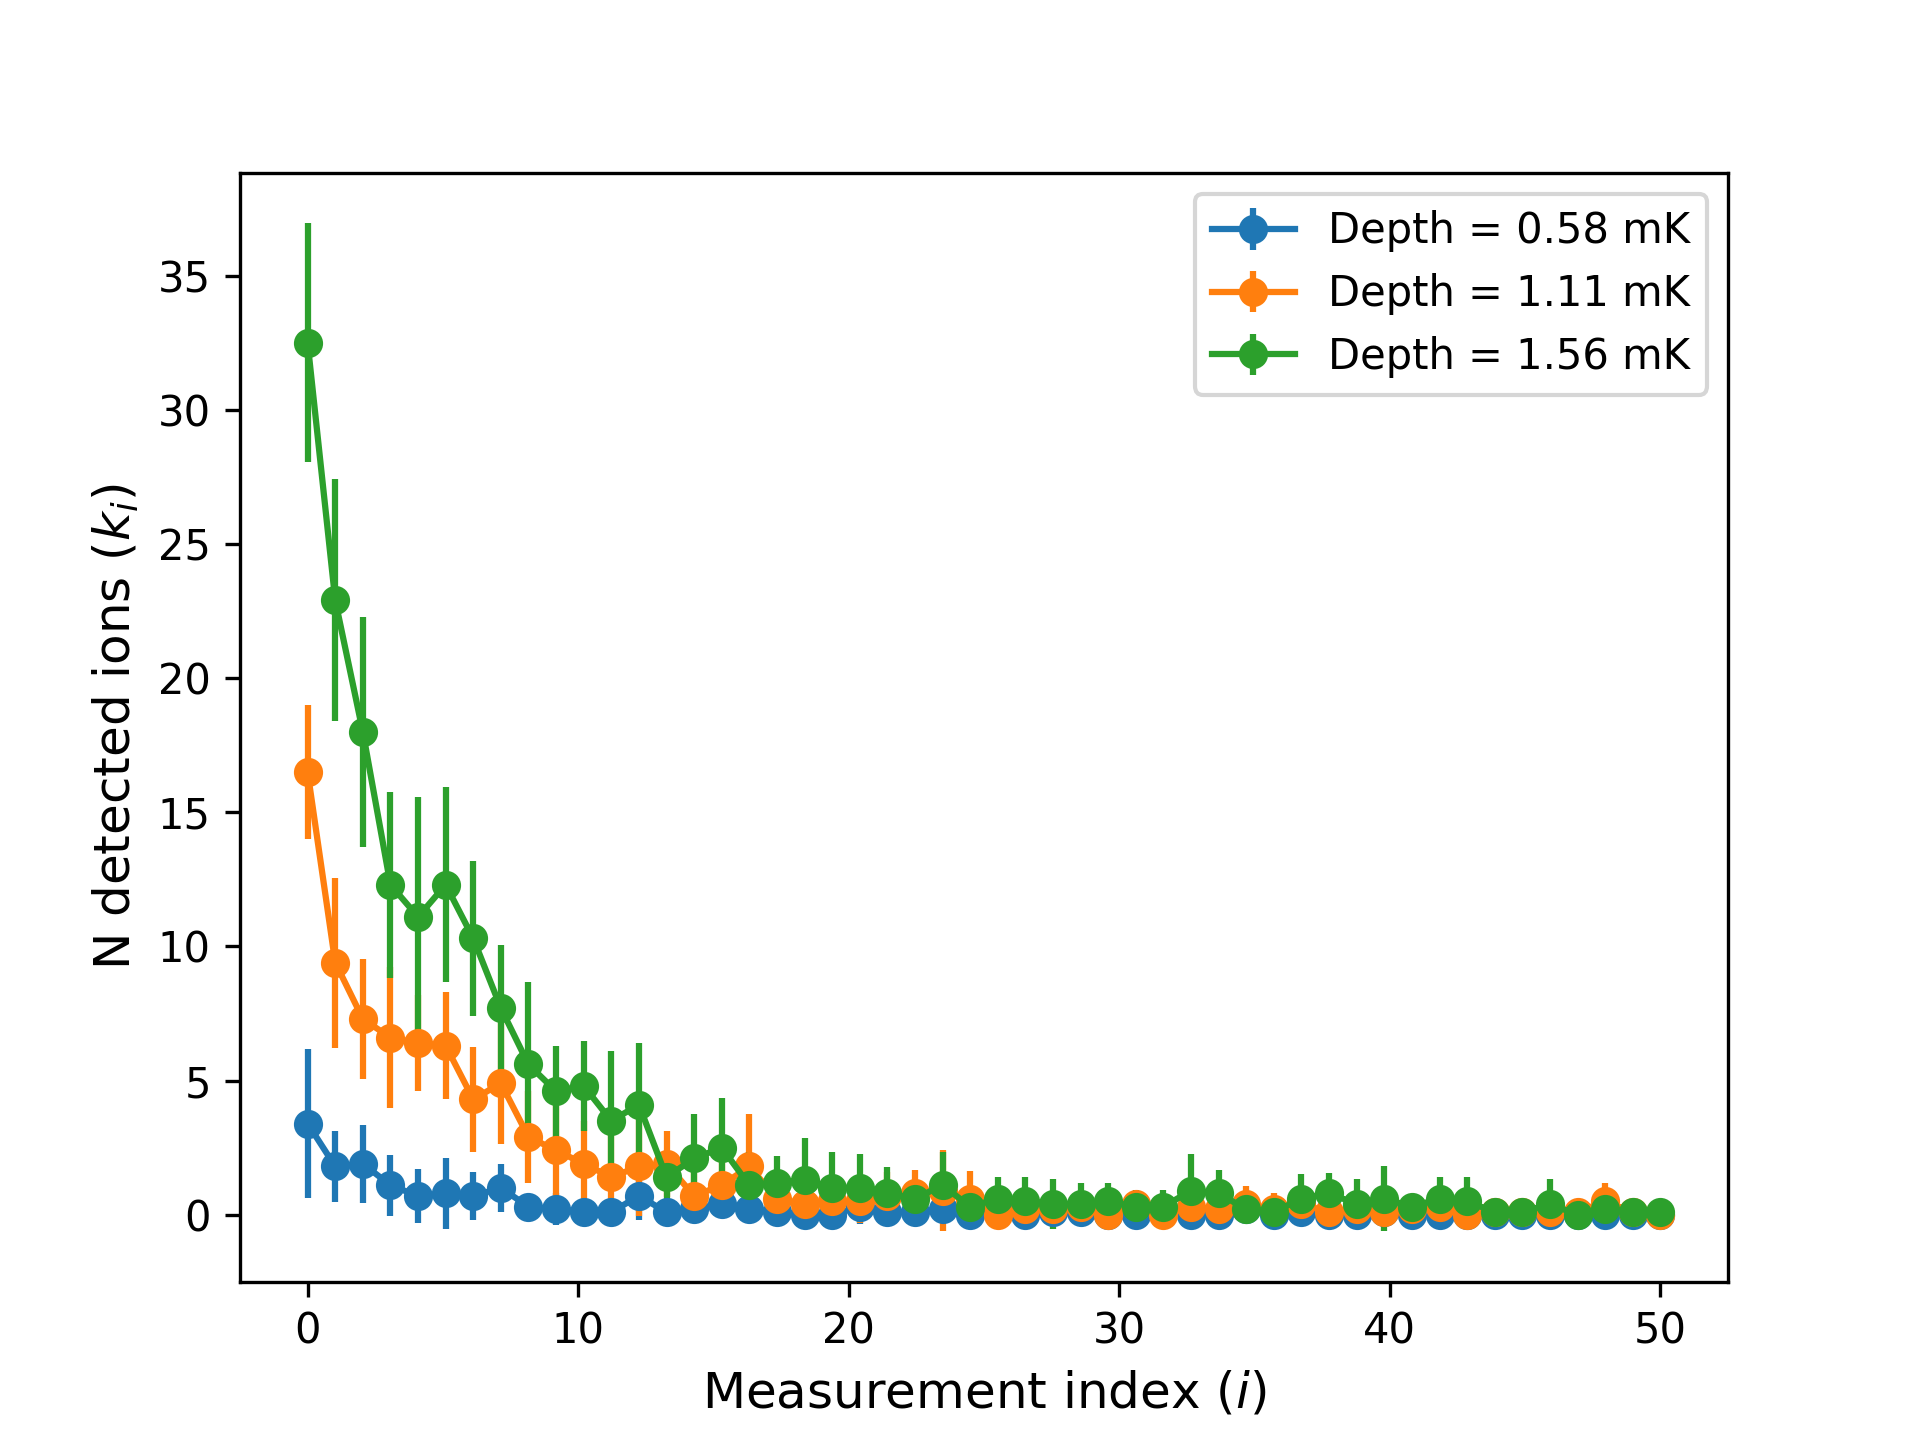 Depth = 0.58 mK
Depth = 1.11 mK
Depth = 1.56 mK
N detected ions (kᵢ)
35
30
25
20
15
10
5
0
0 10 20 30 40 50
Measurement index (i)